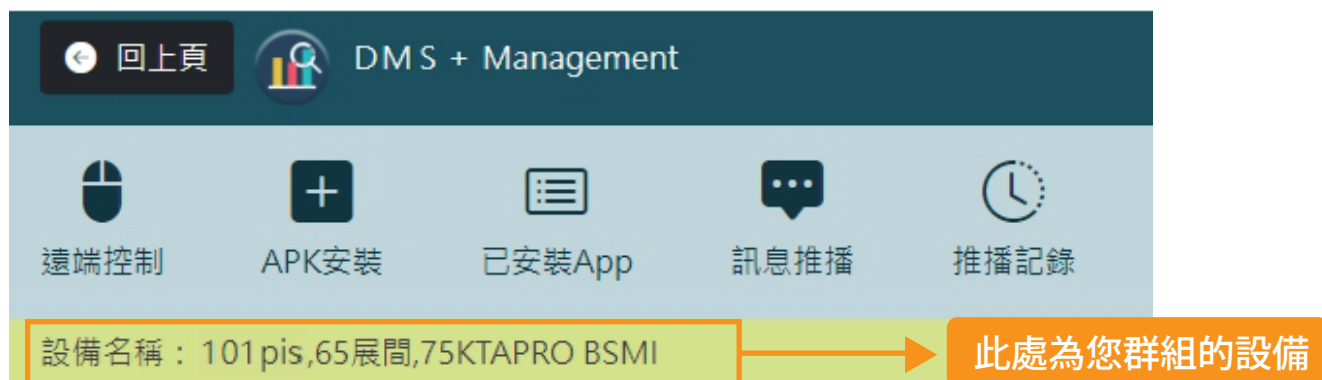 回上頁 DMS + Management
遠端控制 APK安裝 已安裝App 訊息推播 推播記錄
設備名稱：101pis,65展間,75KTAPRO BSMI 此處為您群組的設備